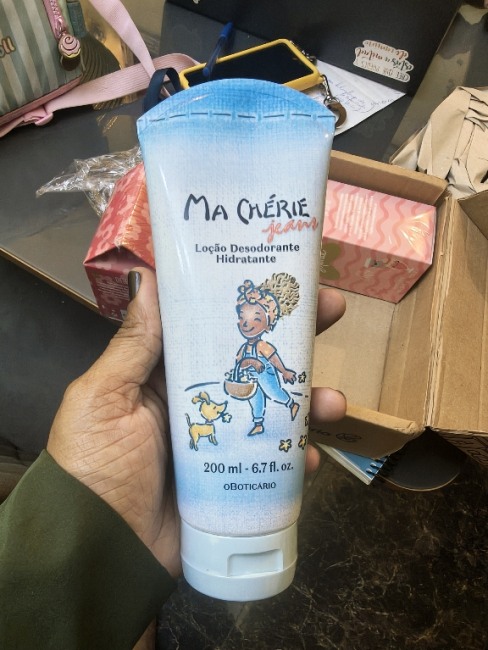 MA CHÉRIE
jeans
Loção Desodorante
Hidratante
200 ml - 6.7 fl. oz.
oBOTICÁRIO